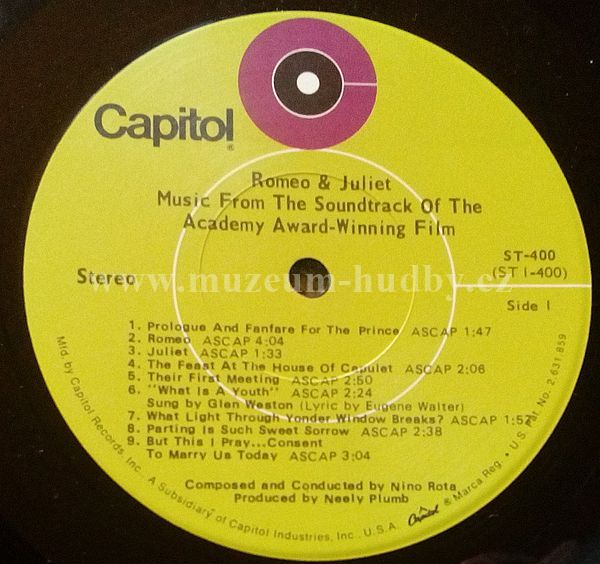 Capitol®
Romeo & Juliet
Music From The Soundtrack Of The
Academy Award-Winning Film
ST-400
(ST 1-400)
Stereo
www.muzeum-hudby.cz
Side 1
1. Prologue And Fanfare For The Prince ASCAP 1:47
2. Romeo ASCAP 4:04
3. Juliet ASCAP 1:33
4. The Feast At The House Of Capulet ASCAP 2:06
5. Their First Meeting ASCAP 2:50
6. "What Is A Youth" ASCAP 2:24
Sung by Glen Weston (Lyric by Eugene Walter)
7. What Light Through Yonder Window Breaks? ASCAP 1:52
8. Parting Is Such Sweet Sorrow ASCAP 2:38
9. But This I Pray...Consent
To Marry Us Today ASCAP 3:04
Composed and Conducted by Nino Rota
Produced by Neely Plumb
Mfd. by Capitol Records, Inc. A Subsidiary of Capitol Industries, Inc., U.S.A. Capitol ® Marca Reg. • U.S. Pat. No. 2,631,859